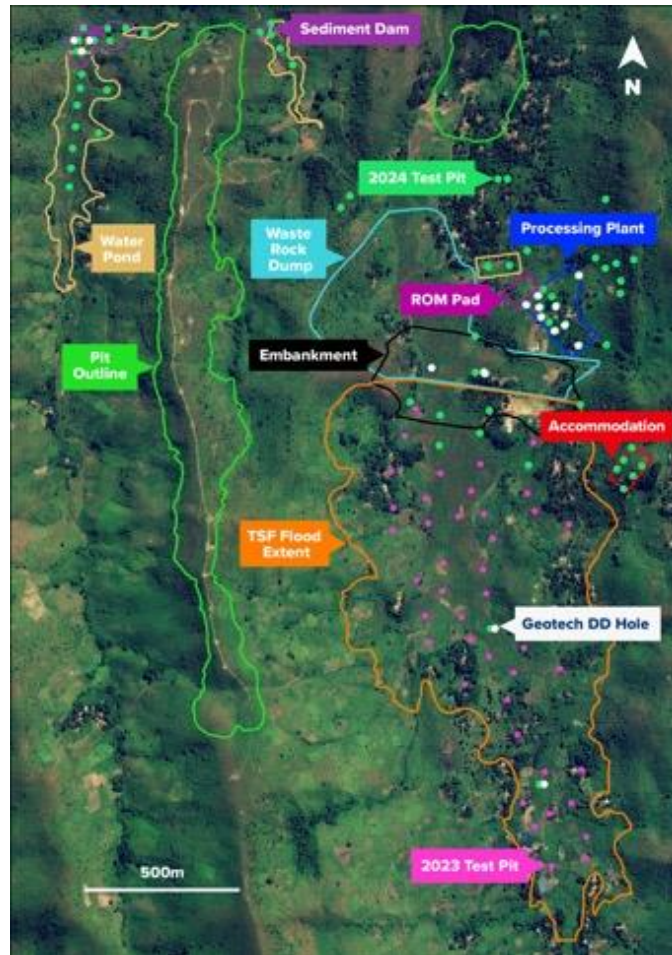 Sediment Dam
N
2024 Test Pit
Waste
Rock
Dump
Processing Plant
Water
Pond
ROM Pad
Embankment
Pit
Outline
Accommodation
TSF Flood
Extent
Geotech DD Hole
500m
2023 Test Pit